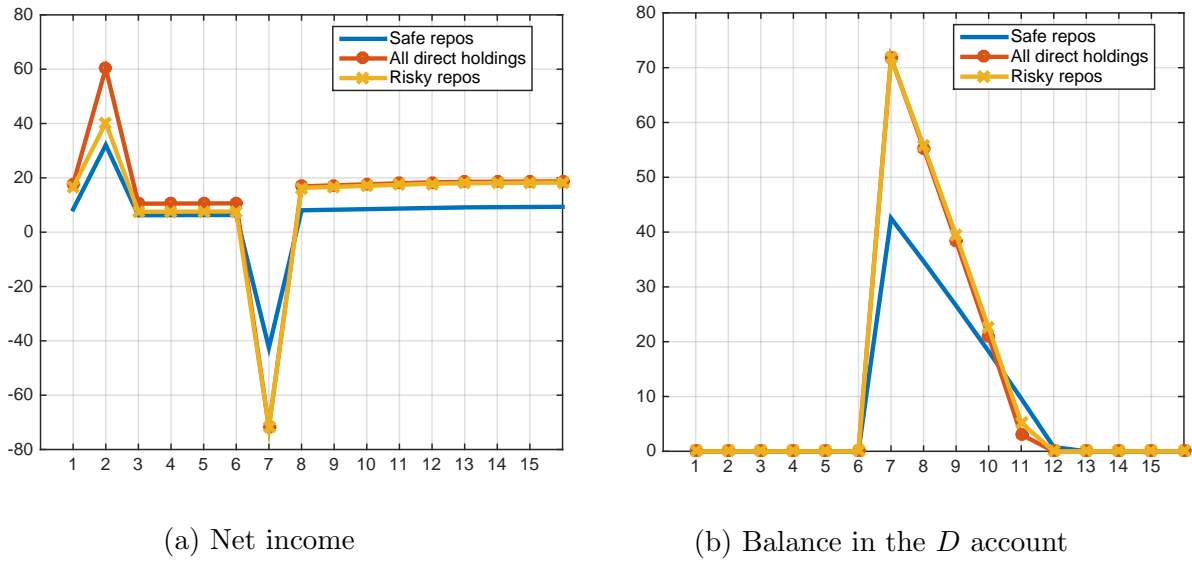 80
60
40
20
0
-20
-40
-60
-80
1 2 3 4 5 6 7 8 9 10 11 12 13 14 15
Safe repos
All direct holdings
Risky repos
(a) Net income
80
70
60
50
40
30
20
10
0
1 2 3 4 5 6 7 8 9 10 11 12 13 14 15
Safe repos
All direct holdings
Risky repos
(b) Balance in the D account